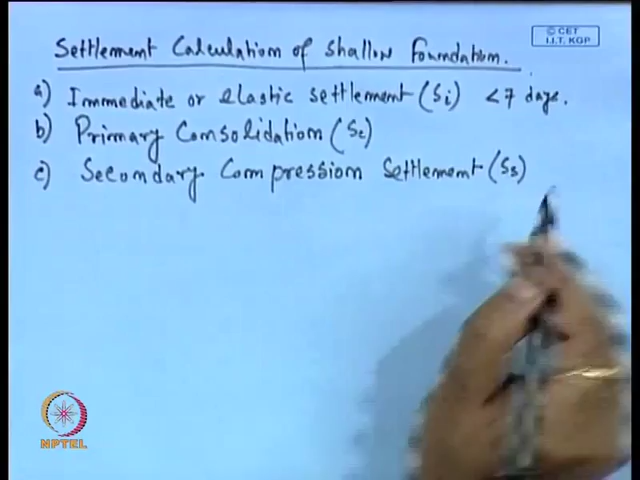 Settlement Calculation of Shallow Foundation.
© CET
I.I.T. KGP
a) Immediate or elastic settlement (Si) < 7 days.
b) Primary Consolidation (Sc)
c) Secondary Compression Settlement (Ss)
NPTEL